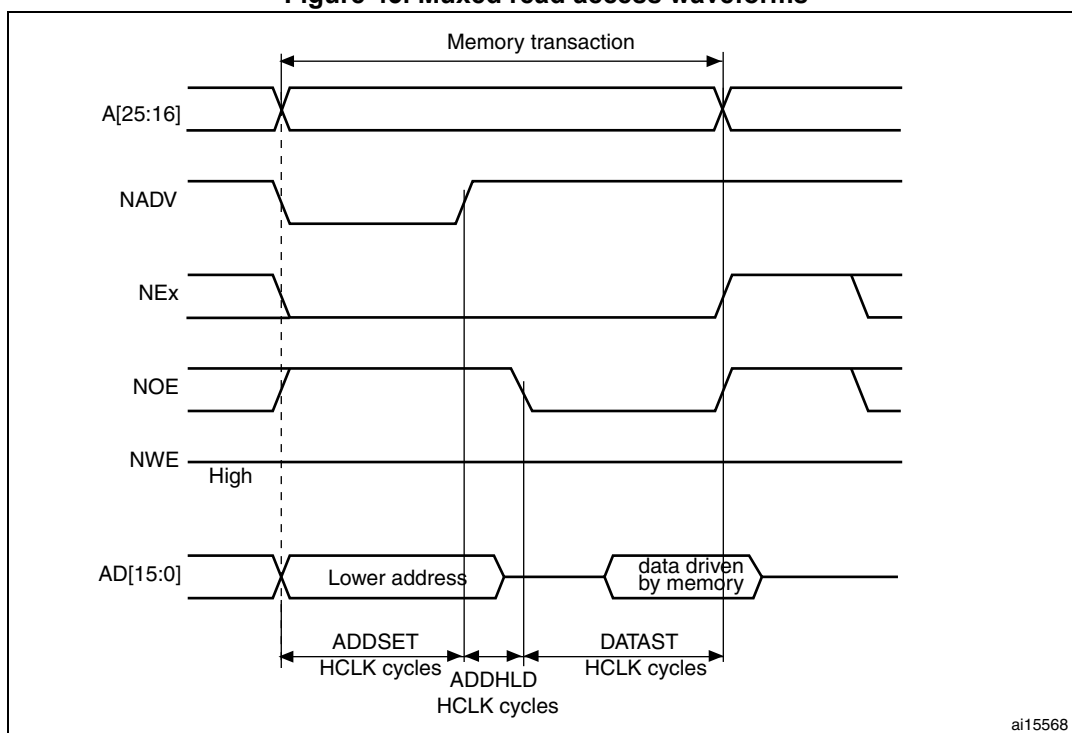 Figure Muxed read access waveforms
Memory transaction
A[25:16]
NADV
NEx
NOE
NWE
High
AD[15:0]
Lower address
data driven
by memory
ADDSET
HCLK cycles
ADDHLD
HCLK cycles
DATAST
HCLK cycles
ai15568